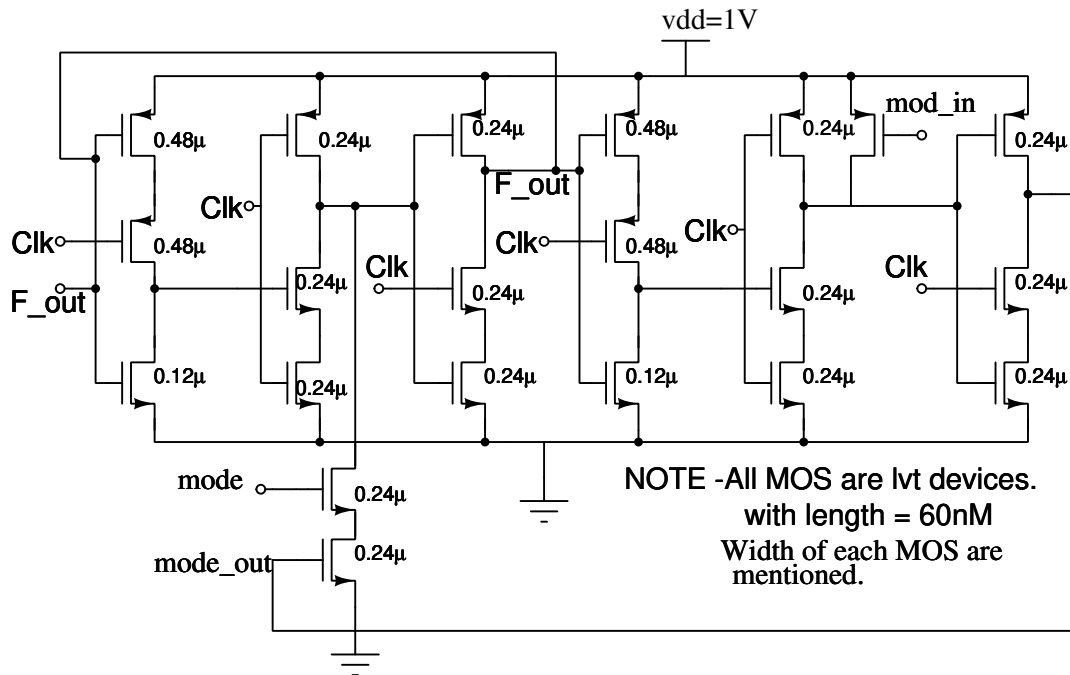 vdd=1V
mod_in
0.48µ
0.24µ
0.24µ
0.48µ
0.24µ
0.24µ
Clk
F_out
Clk
Clk
0.48µ
Clk
0.48µ
Clk
Clk
F_out
0.24µ
0.24µ
0.24µ
0.24µ
0.12µ
0.24µ
0.24µ
0.12µ
0.24µ
0.24µ
mode
0.24µ
NOTE -All MOS are lvt devices.
with length = 60nM
Width of each MOS are
mentioned.
mode_out
0.24µ